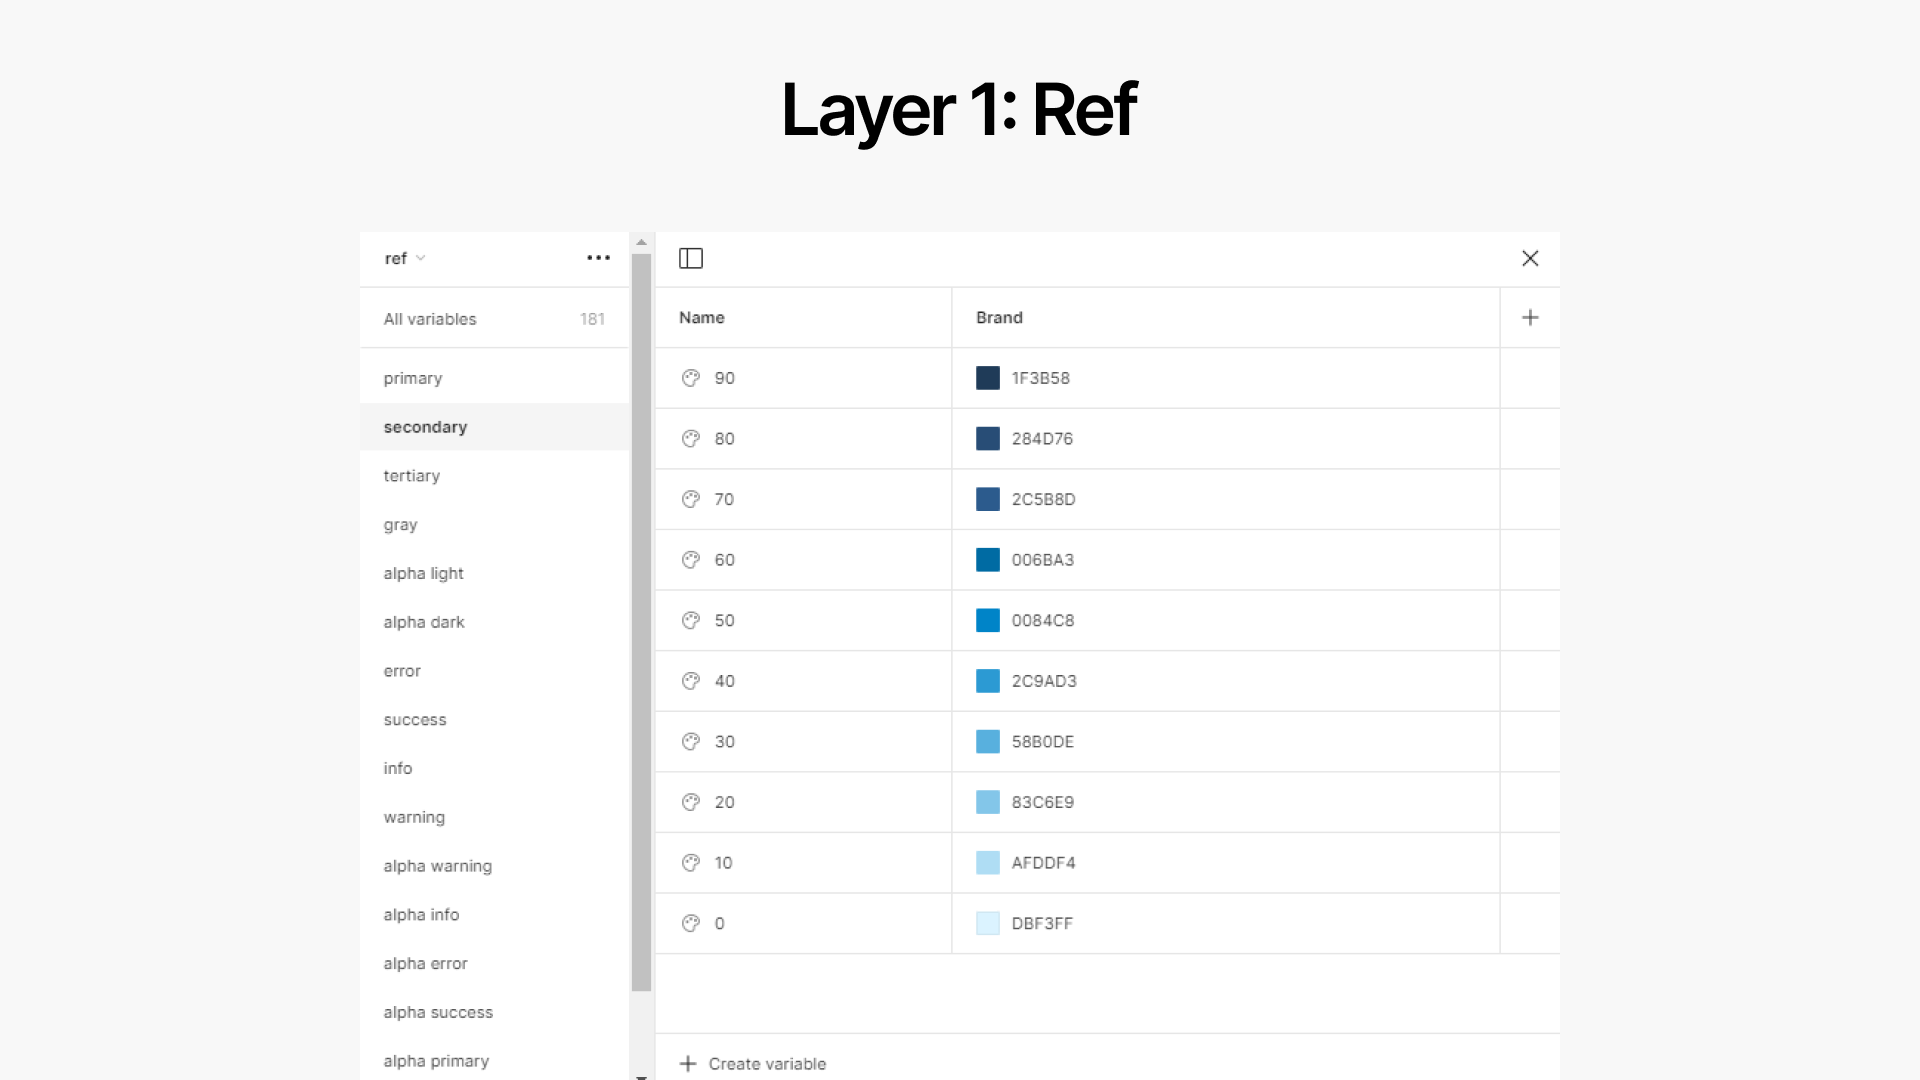 Layer 1: Ref
ref
All variables 181
primary
secondary
tertiary
gray
alpha light
alpha dark
error
success
info
warning
alpha warning
alpha info
alpha error
alpha success
alpha primary
Name Brand
90 1F3B58
80 284D76
70 2C5B8D
60 006BA3
50 0084C8
40 2C9AD3
30 58B0DE
20 83C6E9
10 AFDDF4
0 DBF3FF
Create variable